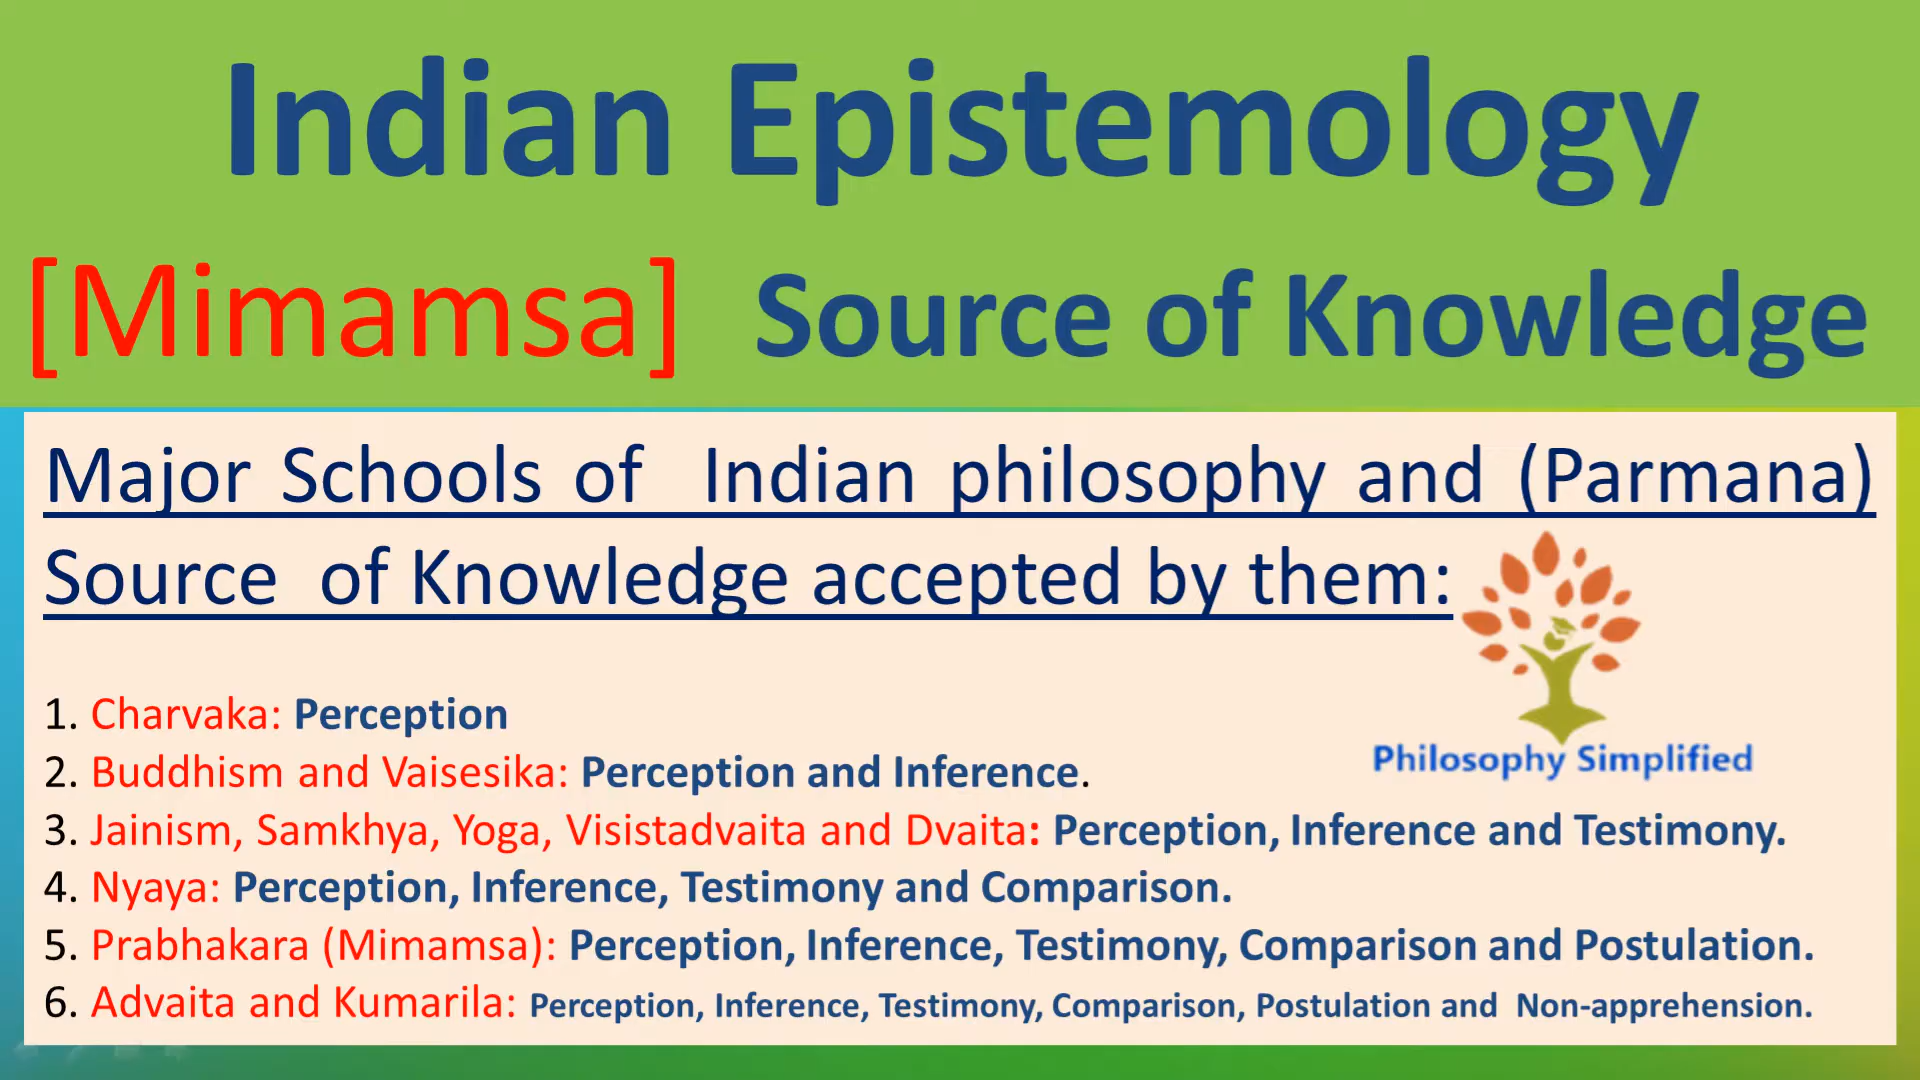 Indian Epistemology
[Mimamsa] Source of Knowledge
Major Schools of Indian philosophy and (Parmana)
Source of Knowledge accepted by them:
Philosophy Simplified
1. Charvaka: Perception
2. Buddhism and Vaisesika: Perception and Inference.
3. Jainism, Samkhya, Yoga, Visistadvaita and Dvaita: Perception, Inference and Testimony.
4. Nyaya: Perception, Inference, Testimony and Comparison.
5. Prabhakara (Mimamsa): Perception, Inference, Testimony, Comparison and Postulation.
6. Advaita and Kumarila: Perception, Inference, Testimony, Comparison, Postulation and Non-apprehension.